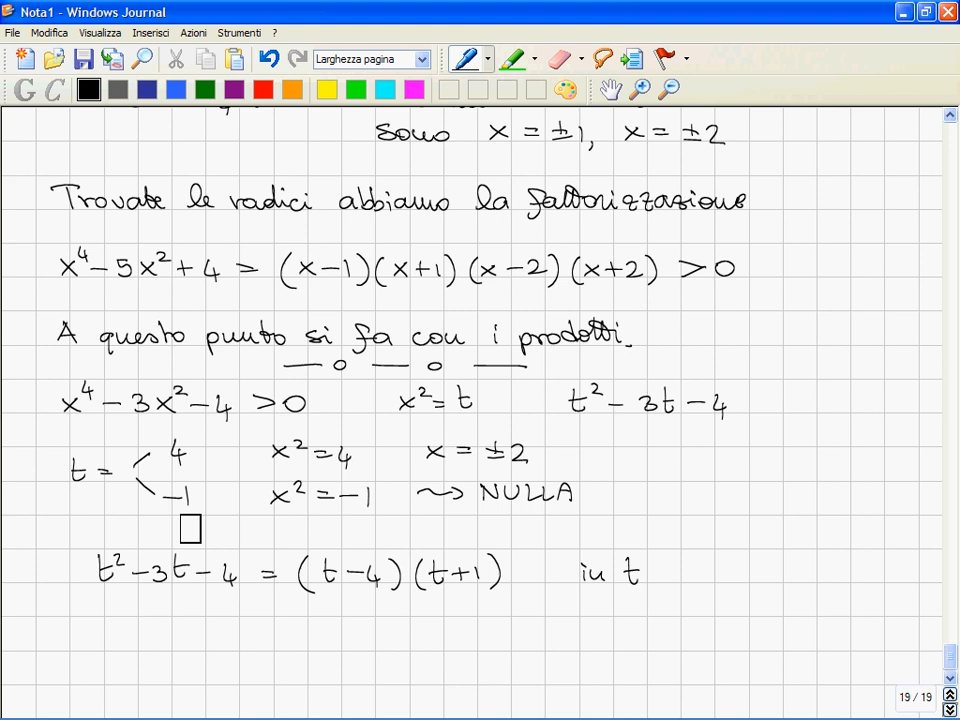 Nota1 - Windows Journal
File Modifica Visualizza Inserisci Azioni Strumenti ?
Larghezza pagina
G C
sono x = ±1, x = ±2
Trovate le radici abbiamo la fattorizzazione
x⁴ - 5x² + 4 = (x-1)(x+1)(x-2)(x+2) > 0
A questo punto si fa con i prodotti.
— o — o —
x⁴ - 3x² - 4 > 0 x² = t t² - 3t - 4
t = < 4 x² = 4 x = ±2
-1 x² = -1 ⇝ NULLA
t² - 3t - 4 = (t-4)(t+1) in t
19 / 19